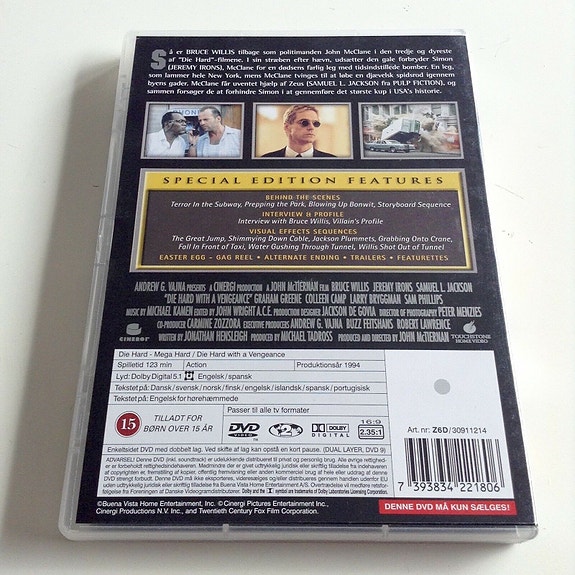 Så er BRUCE WILLIS tilbage som politimanden John McClane i den tredje og dyreste
af "Die Hard"-filmene. I sin stræben efter hævn, udsætter den gale forbryder Simon
(JEREMY IRONS), McClane for en dødsens farlig leg med tidsindstillede bomber. En leg,
som lammer hele New York, mens McClane tvinges til at løbe en djævelsk spidsrod igennem
byens gader. McClane får uventet hjælp af Zeus (SAMUEL L. JACKSON fra PULP FICTION), og
sammen forsøger de at forhindre Simon i at gennemføre det største kup i USA's historie.
SPECIAL EDITION FEATURES
BEHIND THE SCENES
Terror In the Subway, Prepping the Park, Blowing Up Bonwit, Storyboard Sequence
INTERVIEW & PROFILE
Interview with Bruce Willis, Villain's Profile
VISUAL EFFECTS SEQUENCES
The Great Jump, Shimmying Down Cable, Jackson Plummets, Grabbing Onto Crane,
Fall In Front of Taxi, Water Gushing Through Tunnel, Willis Shot Out of Tunnel
EASTER EGG – GAG REEL • ALTERNATE ENDING • TRAILERS • FEATURETTES
ANDREW G. VAJNA PRESENTS A CINERGI PRODUCTION A JOHN McTIERNAN FILM BRUCE WILLIS JEREMY IRONS SAMUEL L. JACKSON
"DIE HARD WITH A VENGEANCE" GRAHAM GREENE COLLEEN CAMP LARRY BRYGGMAN SAM PHILLIPS
MUSIC BY MICHAEL KAMEN EDITED BY JOHN WRIGHT A.C.E. PRODUCTION DESIGNER JACKSON DE GOVIA DIRECTOR OF PHOTOGRAPHY PETER MENZIES
CO-PRODUCER CARMINE ZOZZORA EXECUTIVE PRODUCERS ANDREW G. VAJNA BUZZ FEITSHANS ROBERT LAWRENCE
WRITTEN BY JONATHAN HENSLEIGH PRODUCED BY MICHAEL TADROSS PRODUCED AND DIRECTED BY JOHN McTIERNAN
CINERGI
TOUCHSTONE
HOME VIDEO
Die Hard - Mega Hard / Die Hard with a Vengeance
Spilletid 123 min Action Produktionsår 1994
Lyd: Dolby Digital 5.1 Engelsk/spansk
Tekstet på: Dansk/svensk/norsk/finsk/engelsk/islandsk/spansk/portugisisk
Tekstet på: Engelsk for hørehæmmede
15 TILLADT FOR
BØRN OVER 15 ÅR
Passer til alle tv formater
DVD VIDEO
2
DOLBY
DIGITAL
16:9
2.35:1
Art. nr: Z6D/30911214
Enkeltsidet DVD med dobbelt lag. Ved skifte af lag kan opstå en kort pause. (DUAL LAYER, DVD 9)
7 393834 221806
©Buena Vista Home Entertainment, Inc., ©Cinergi Pictures Entertainment Inc.,
Cinergi Productions N.V. Inc., and Twentieth Century Fox Film Corporation.
DENNE DVD MÅ KUN SÆLGES!